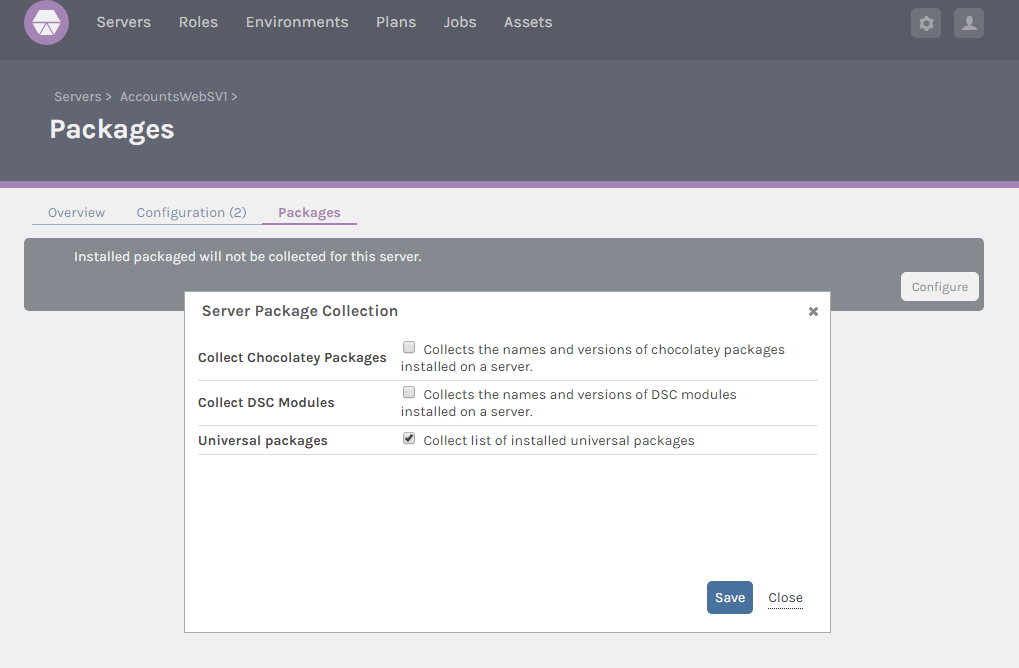 Servers Roles Environments Plans Jobs Assets
Servers > AccountsWebSV1 >
Packages
Overview Configuration (2) Packages
Installed packaged will not be collected for this server.
Configure
Server Package Collection
Collect Chocolatey Packages
Collects the names and versions of chocolatey packages
installed on a server.
Collect DSC Modules
Collects the names and versions of DSC modules
installed on a server.
Universal packages
Collect list of installed universal packages
Save Close